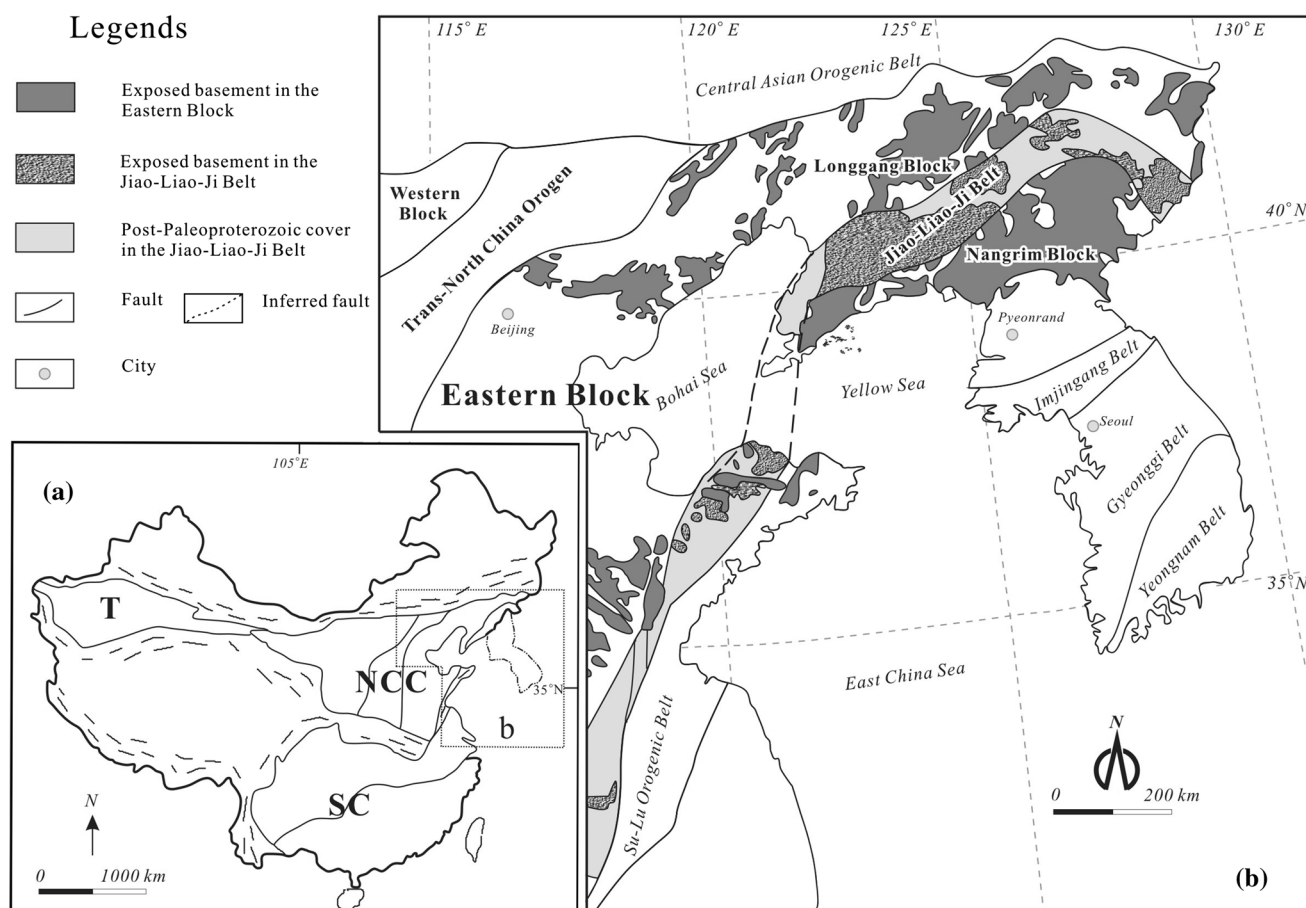 Legends
Exposed basement in the
Eastern Block
Exposed basement in the
Jiao-Liao-Ji Belt
Post-Paleoproterozoic cover
in the Jiao-Liao-Ji Belt
Fault
Inferred fault
City
115°E
120°E
125°E
130°E
Central Asian Orogenic Belt
Western
Block
Trans-North China Orogen
Longgang Block
Jiao-Liao-Ji Belt
Nangrim Block
40°N
Beijing
Pyeonrand
Eastern Block
Bohai Sea
Yellow Sea
Imjingang Belt
Seoul
Gyeonggi Belt
Yeongnam Belt
35°N
East China Sea
Su-Lu Orogenic Belt
N
0 200 km
(b)
(a)
105°E
T
NCC
35°N
b
SC
N
0 1000 km